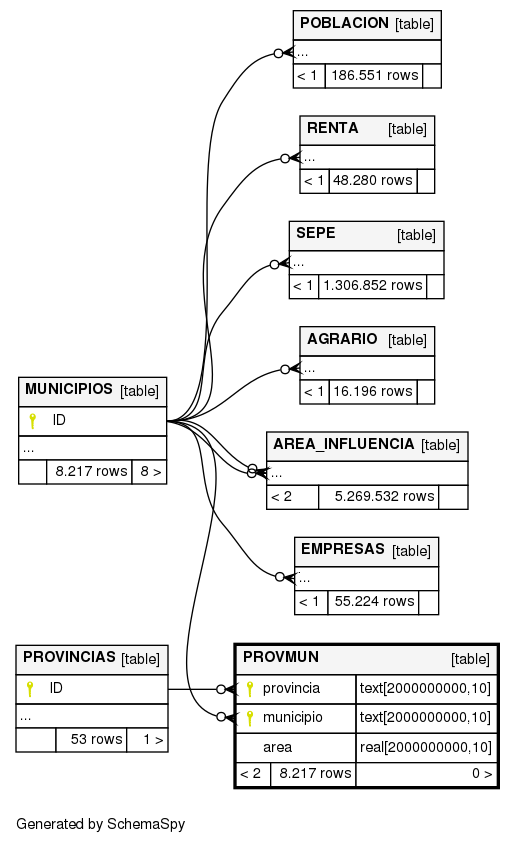 POBLACION [table]
...
< 1 186.551 rows
RENTA [table]
...
< 1 48.280 rows
SEPE [table]
...
< 1 1.306.852 rows
AGRARIO [table]
...
< 1 16.196 rows
MUNICIPIOS [table]
ID
...
8.217 rows 8 >
AREA_INFLUENCIA [table]
...
< 2 5.269.532 rows
EMPRESAS [table]
...
< 1 55.224 rows
PROVINCIAS [table]
ID
...
53 rows 1 >
PROVMUN [table]
provincia text[2000000000,10]
municipio text[2000000000,10]
area real[2000000000,10]
< 2 8.217 rows 0 >
Generated by SchemaSpy